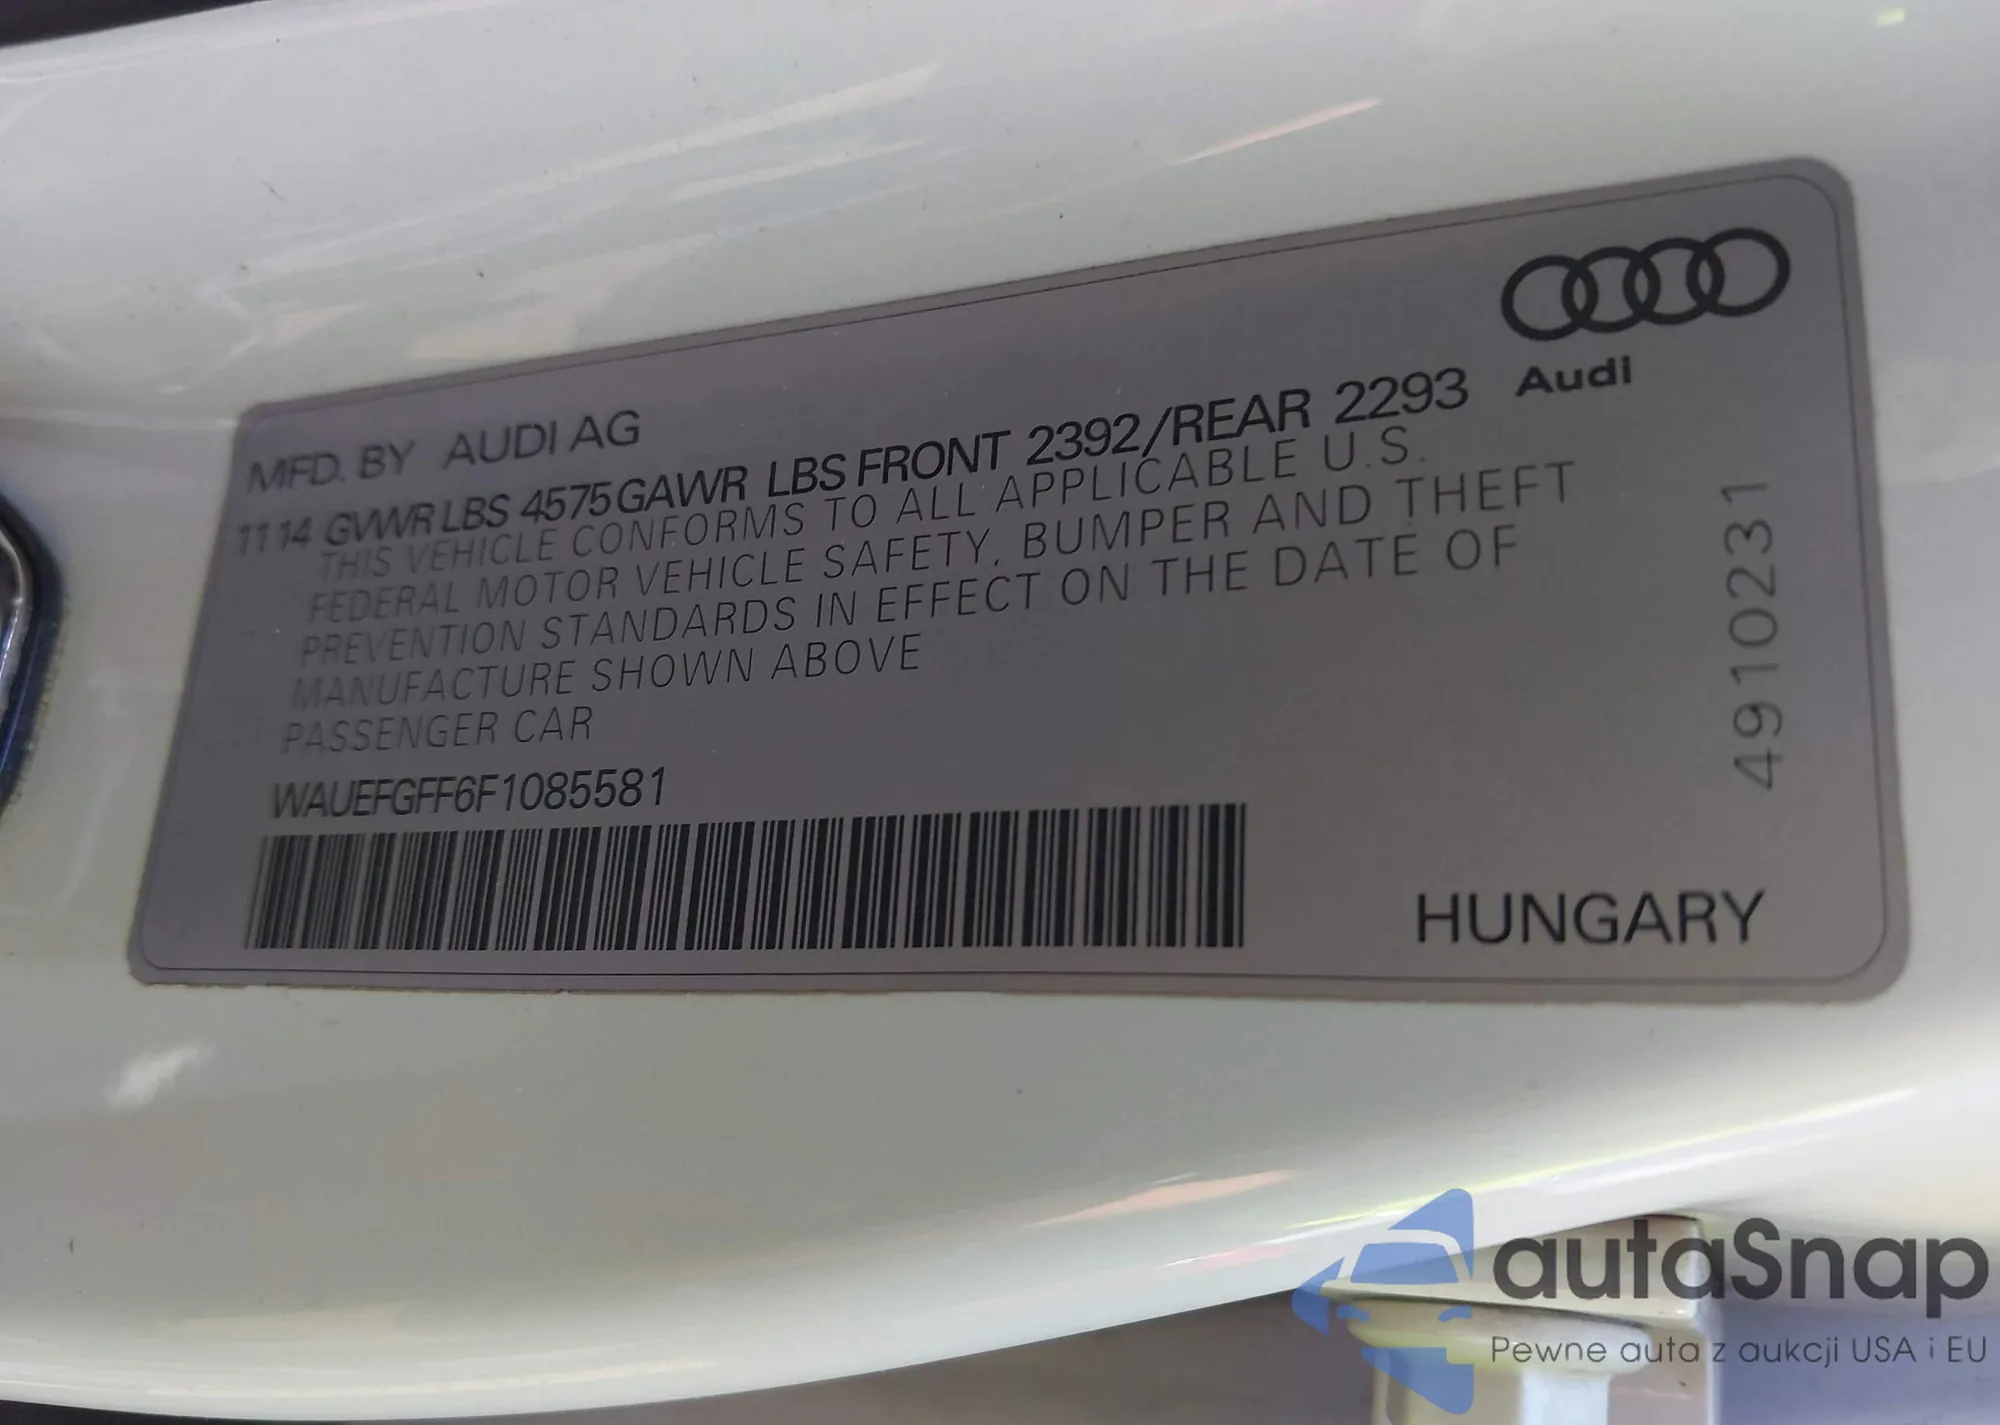 MFD. BY AUDI AG
1114 GVWR LBS 4575 GAWR LBS FRONT 2392/REAR 2293
THIS VEHICLE CONFORMS TO ALL APPLICABLE U.S.
FEDERAL MOTOR VEHICLE SAFETY, BUMPER AND THEFT
PREVENTION STANDARDS IN EFFECT ON THE DATE OF
MANUFACTURE SHOWN ABOVE
PASSENGER CAR
WAUEFGFF6F1085581
Audi
4910231
HUNGARY
autaSnap
Pewne auta z aukcji USA i EU